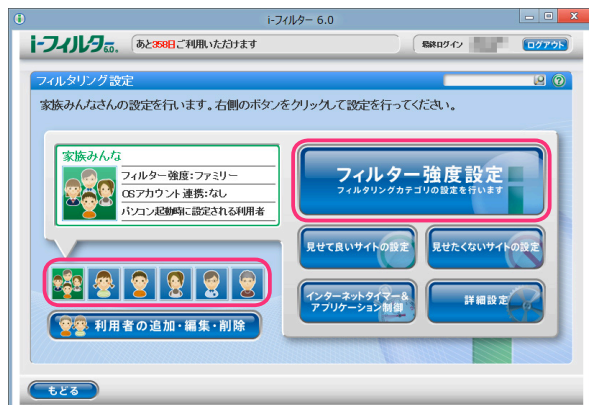 i-フィルター 6.0
i-フィルター6.0. あと358日ご利用いただけます
最終ログイン
ログアウト
フィルタリング設定
家族みんなさんの設定を行います。右側のボタンをクリックして設定を行ってください。
家族みんな
フィルター強度:ファミリー
OSアカウント連携:なし
パソコン起動時に設定される利用者
フィルター強度設定
フィルタリングカテゴリの設定を行います
見せて良いサイトの設定
見せたくないサイトの設定
インターネットタイマー&
アプリケーション制御
詳細設定
利用者の追加・編集・削除
もどる